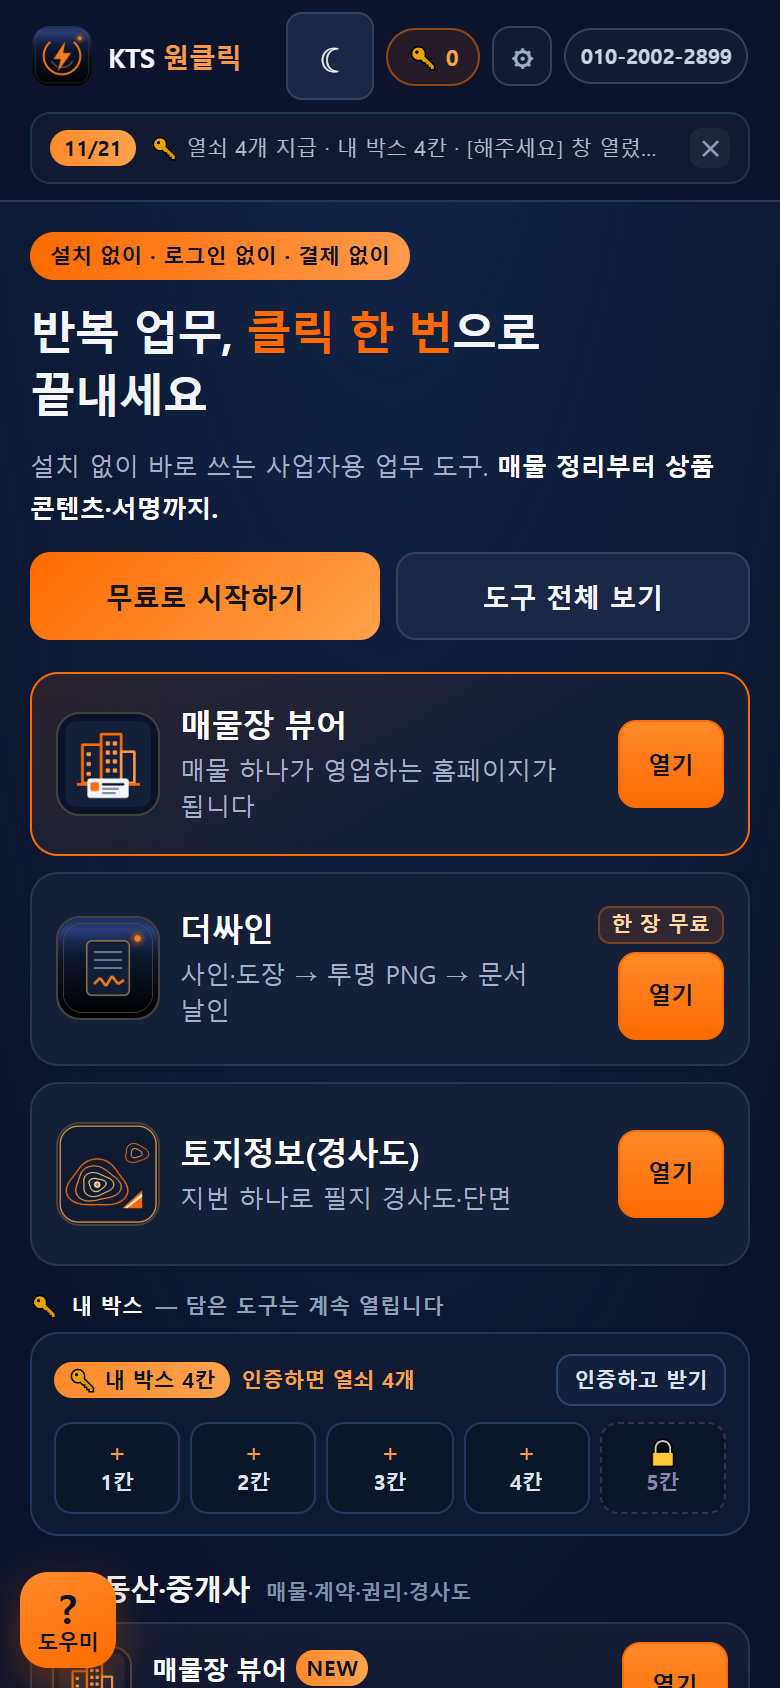 KTS 원클릭
☾
0
010-2002-2899
11/21 열쇠 4개 지급 · 내 박스 4칸 · [해주세요] 창 열렸...
설치 없이 · 로그인 없이 · 결제 없이
반복 업무, 클릭 한 번으로
끝내세요
설치 없이 바로 쓰는 사업자용 업무 도구. 매물 정리부터 상품
콘텐츠·서명까지.
무료로 시작하기
도구 전체 보기
매물장 뷰어
매물 하나가 영업하는 홈페이지가
됩니다
열기
더싸인
사인·도장 → 투명 PNG → 문서
날인
한 장 무료
열기
토지정보(경사도)
지번 하나로 필지 경사도·단면
열기
내 박스 — 담은 도구는 계속 열립니다
내 박스 4칸 인증하면 열쇠 4개
인증하고 받기
+ + + +
1칸 2칸 3칸 4칸 5칸
동산·중개사 매물·계약·권리·경사도
?
도우미
매물장 뷰어 NEW
열기